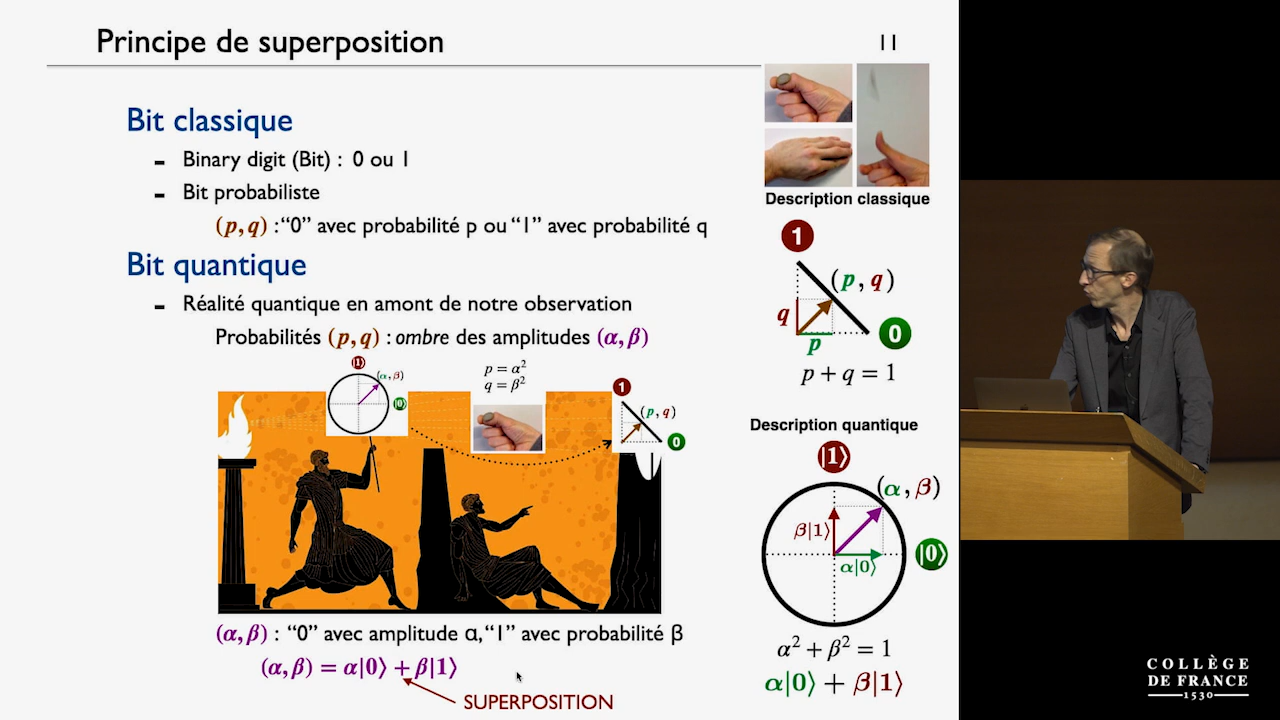 Principe de superposition
11
Bit classique
- Binary digit (Bit) : 0 ou 1
- Bit probabiliste
(p, q) :“0” avec probabilité p ou “1” avec probabilité q
Bit quantique
- Réalité quantique en amont de notre observation
Probabilités (p, q) : ombre des amplitudes (α, β)
|1⟩
(α, β)
|0⟩
p = α²
q = β²
1
(p, q)
0
(α, β) : “0” avec amplitude α, “1” avec probabilité β
(α, β) = α|0⟩ + β|1⟩
SUPERPOSITION
Description classique
1
(p, q)
q
0
p
p + q = 1
Description quantique
|1⟩
(α, β)
β|1⟩
|0⟩
α|0⟩
α² + β² = 1
α|0⟩ + β|1⟩
COLLÈGE
DE FRANCE
1530